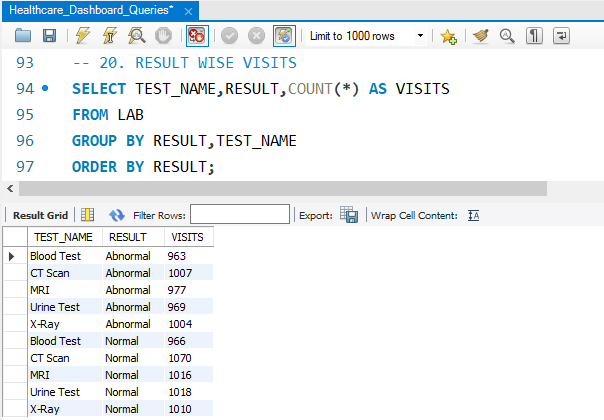 Healthcare_Dashboard_Queries*
Limit to 1000 rows
93 -- 20. RESULT WISE VISITS
94 SELECT TEST_NAME,RESULT,COUNT(*) AS VISITS
95 FROM LAB
96 GROUP BY RESULT,TEST_NAME
97 ORDER BY RESULT;
Result Grid Filter Rows: Export: Wrap Cell Content:
TEST_NAME RESULT VISITS
Blood Test Abnormal 963
CT Scan Abnormal 1007
MRI Abnormal 977
Urine Test Abnormal 969
X-Ray Abnormal 1004
Blood Test Normal 966
CT Scan Normal 1070
MRI Normal 1016
Urine Test Normal 1018
X-Ray Normal 1010